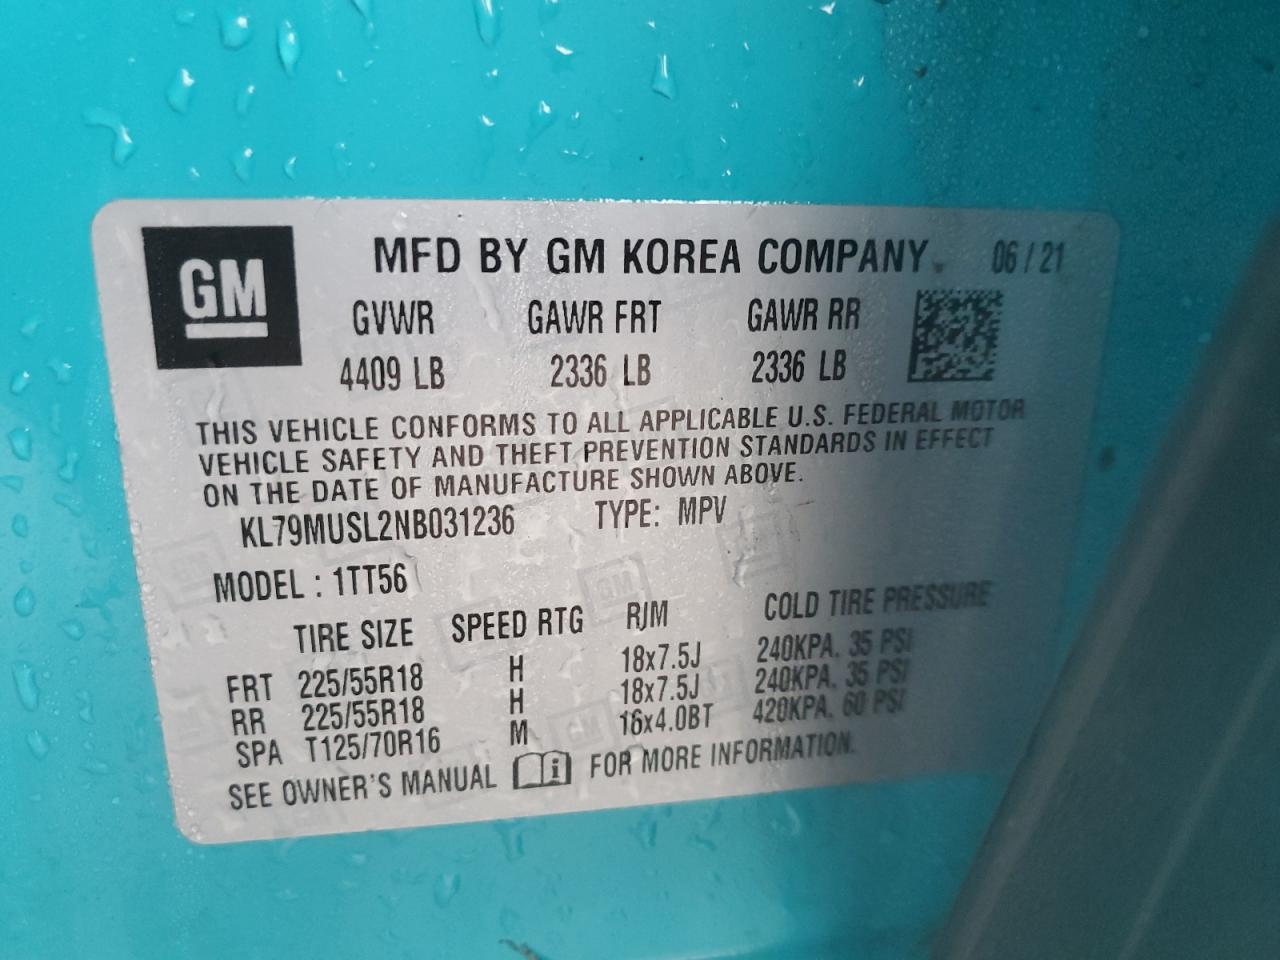 GM
MFD BY GM KOREA COMPANY. 06 / 21
GVWR GAWR FRT GAWR RR
4409 LB 2336 LB 2336 LB
THIS VEHICLE CONFORMS TO ALL APPLICABLE U.S. FEDERAL MOTOR
VEHICLE SAFETY AND THEFT PREVENTION STANDARDS IN EFFECT
ON THE DATE OF MANUFACTURE SHOWN ABOVE.
KL79MUSL2NB031236 TYPE: MPV
MODEL : 1TT56
TIRE SIZE SPEED RTG RJM COLD TIRE PRESSURE
FRT 225/55R18 H 18x7.5J 240KPA. 35 PSI
RR 225/55R18 H 18x7.5J 240KPA. 35 PSI
SPA T125/70R16 M 16x4.0BT 420KPA. 60 PSI
SEE OWNER'S MANUAL i FOR MORE INFORMATION.